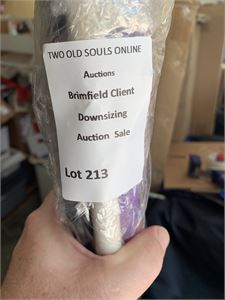 TWO OLD SOULS ONLINE
Auctions
Brimfield Client
Downsizing
Auction Sale
Lot 213